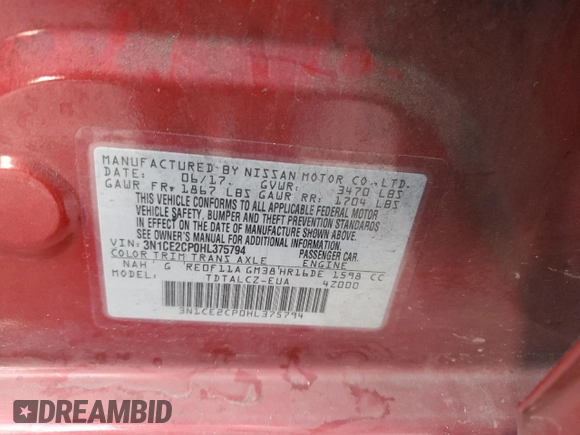 MANUFACTURED BY NISSAN MOTOR CO., LTD.
DATE: 06/17. GVWR: 3470 LBS
GAWR FR. 1867 LBS GAWR RR: 1704 LBS
THIS VEHICLE CONFORMS TO ALL APPLICABLE FEDERAL MOTOR
VEHICLE SAFETY, BUMPER AND THEFT PREVENTION STANDARDS
IN EFFECT ON THE DATE OF MANUFACTURE SHOWN ABOVE.
SEE OWNER'S MANUAL FOR ADDITIONAL INFORMATION.
VIN: 3N1CE2CP0HL375794 PASSENGER CAR
COLOR TRIM TRANS AXLE ENGINE
NAH G RE0F11A GM38 HR16DE 1598 CC
MODEL: TDTALCZ-EUA 4Z000
3N1CE2CP0HL375794
DREAMBID